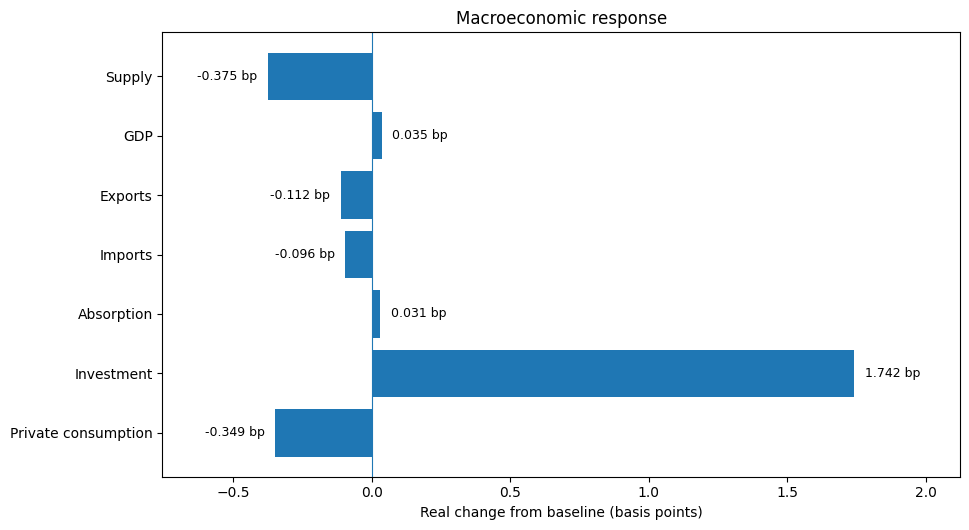 Macroeconomic response
Supply
-0.375 bp
GDP
0.035 bp
Exports
-0.112 bp
Imports
-0.096 bp
Absorption
0.031 bp
Investment
1.742 bp
Private consumption
-0.349 bp
−0.5
0.0
0.5
1.0
1.5
2.0
Real change from baseline (basis points)